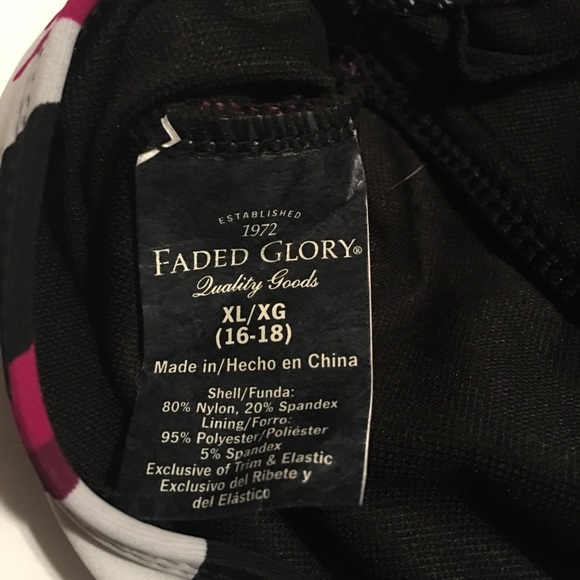 ESTABLISHED
1972
FADED GLORY®
Quality Goods
XL/XG
(16-18)
Made in/Hecho en China
Shell/Funda:
80% Nylon, 20% Spandex
Lining/Forro:
95% Polyester/Poliéster
5% Spandex
Exclusive of Trim & Elastic
Exclusivo del Ribete y
del Elástico